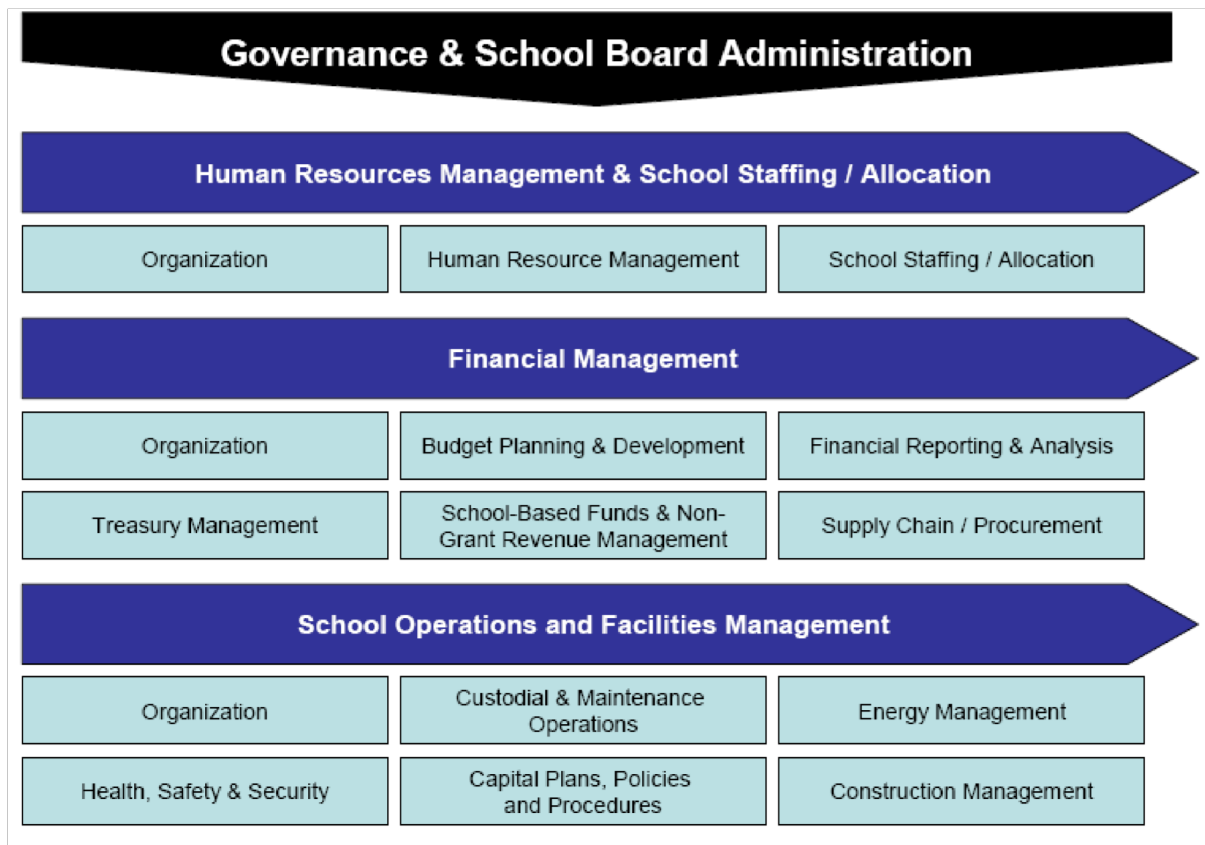 Governance & School Board Administration
Human Resources Management & School Staffing / Allocation
Organization
Human Resource Management
School Staffing / Allocation
Financial Management
Organization
Budget Planning & Development
Financial Reporting & Analysis
Treasury Management
School-Based Funds & Non-
Grant Revenue Management
Supply Chain / Procurement
School Operations and Facilities Management
Organization
Custodial & Maintenance
Operations
Energy Management
Health, Safety & Security
Capital Plans, Policies
and Procedures
Construction Management